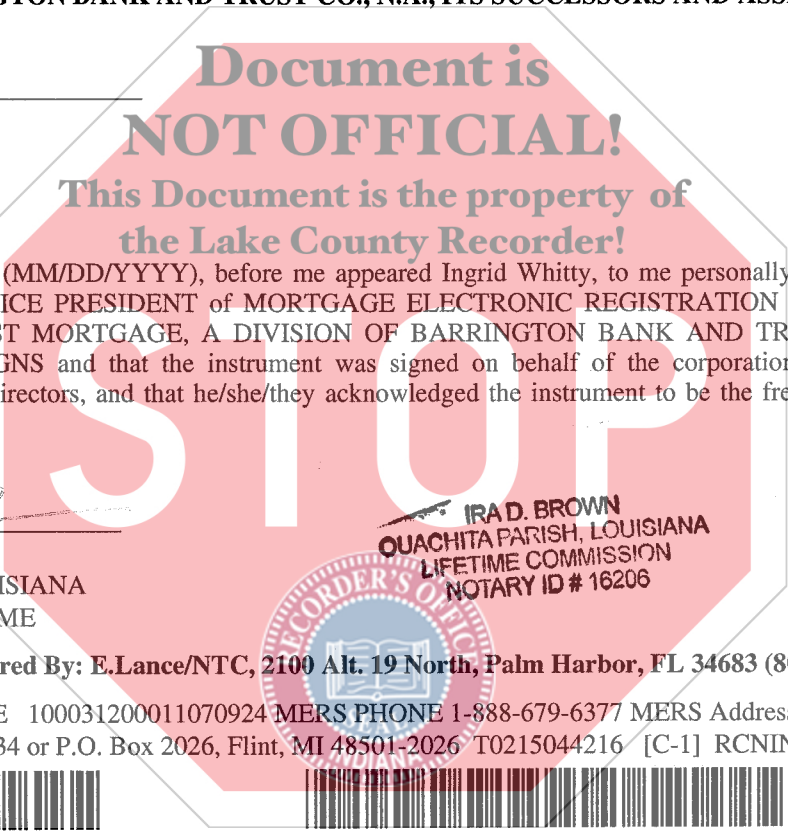 GTON BANK AND TRUST CO., N.A., ITS SUCCESSORS AND ASS
Document is
NOT OFFICIAL!
This Document is the property of
the Lake County Recorder!
(MM/DD/YYYY), before me appeared Ingrid Whitty, to me personally
ICE PRESIDENT of MORTGAGE ELECTRONIC REGISTRATION
ST MORTGAGE, A DIVISION OF BARRINGTON BANK AND TR
GNS and that the instrument was signed on behalf of the corporation
irectors, and that he/she/they acknowledged the instrument to be the fre
STOP
IRA D. BROWN
OUACHITA PARISH, LOUISIANA
LIFETIME COMMISSION
NOTARY ID # 16206
ISIANA
ME
RECORDER'S OFFICE
red By: E.Lance/NTC, 2100 Alt. 19 North, Palm Harbor, FL 34683 (8
E 100031200011070924 MERS PHONE 1-888-679-6377 MERS Address
SEAL
34 or P.O. Box 2026, Flint, MI 48501-2026 T0215044216 [C-1] RCNIN
INDIANA